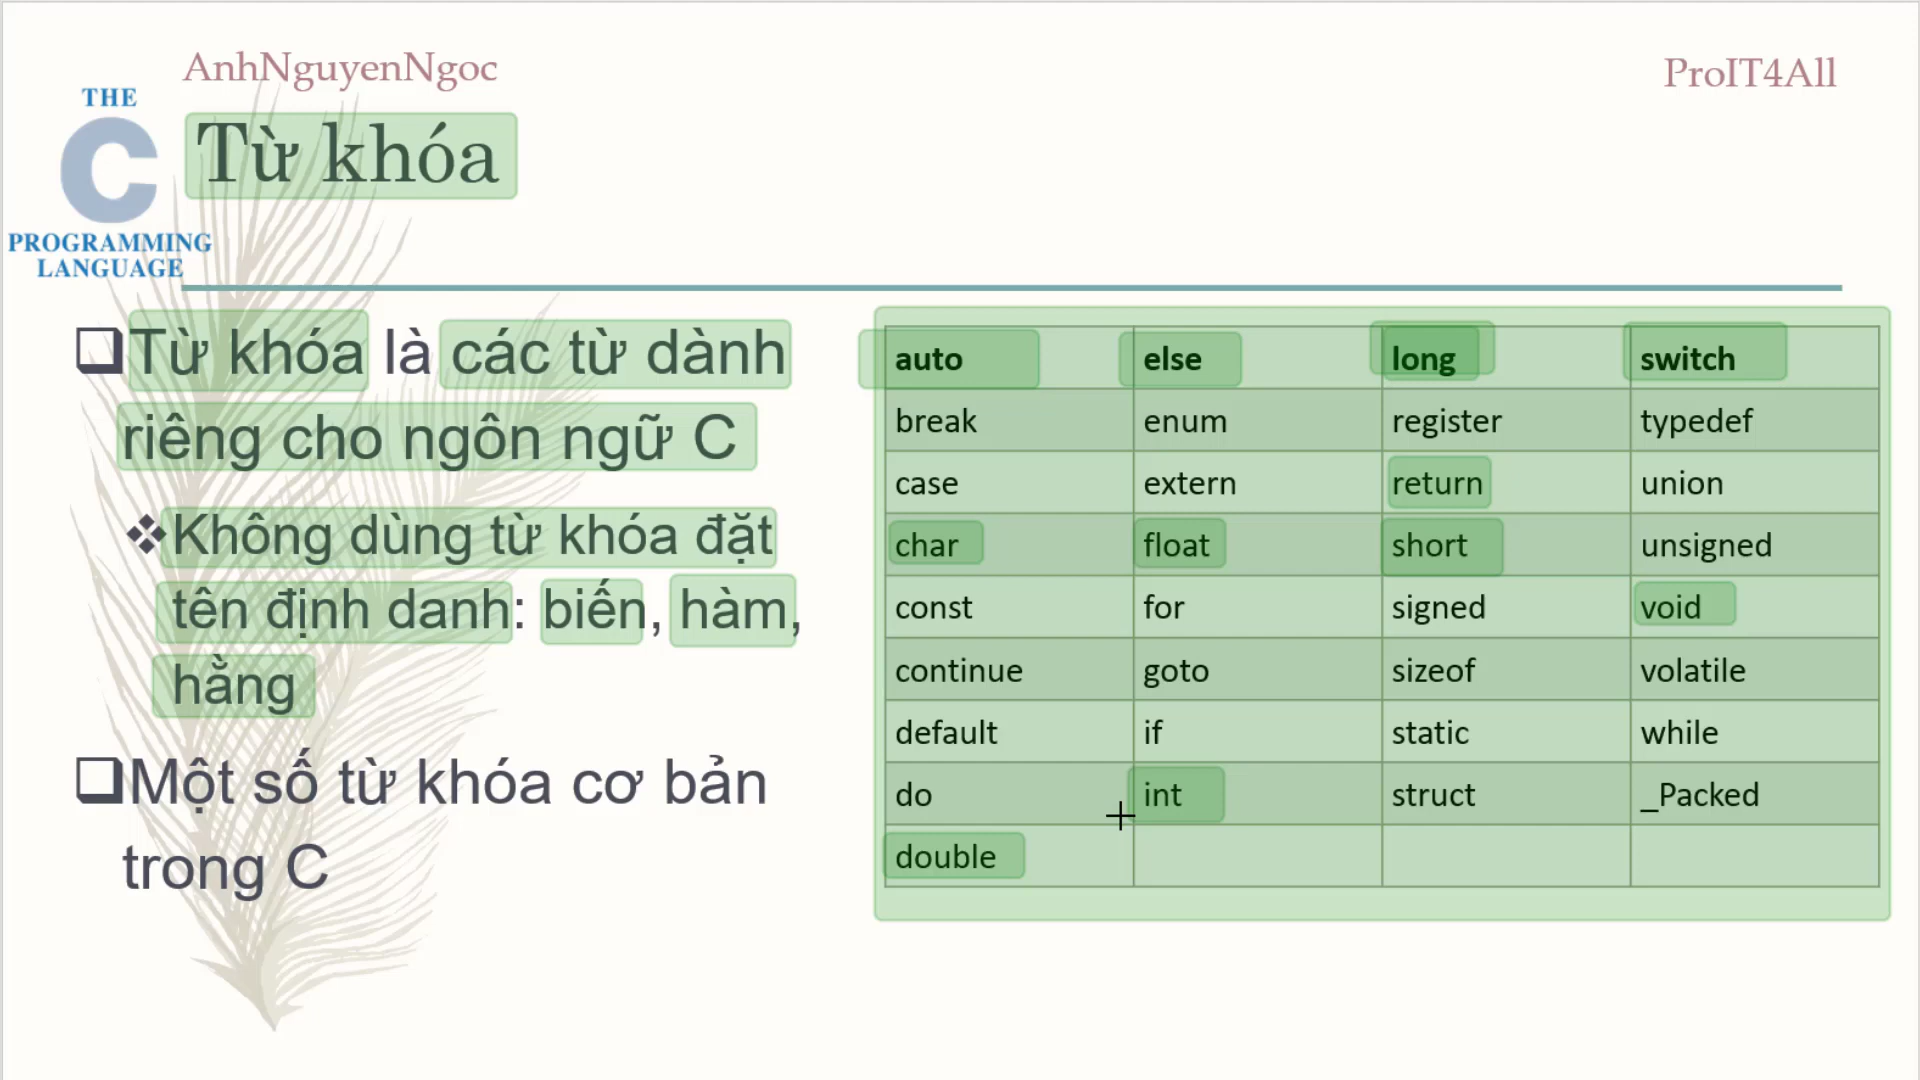 AnhNguyenNgoc
ProIT4All
THE
C
PROGRAMMING
LANGUAGE
Từ khóa
Từ khóa là các từ dành
riêng cho ngôn ngữ C
Không dùng từ khóa đặt
tên định danh: biến, hàm,
hằng
Một số từ khóa cơ bản
trong C
auto else long switch
break enum register typedef
case extern return union
char float short unsigned
const for signed void
continue goto sizeof volatile
default if static while
do int struct _Packed
double